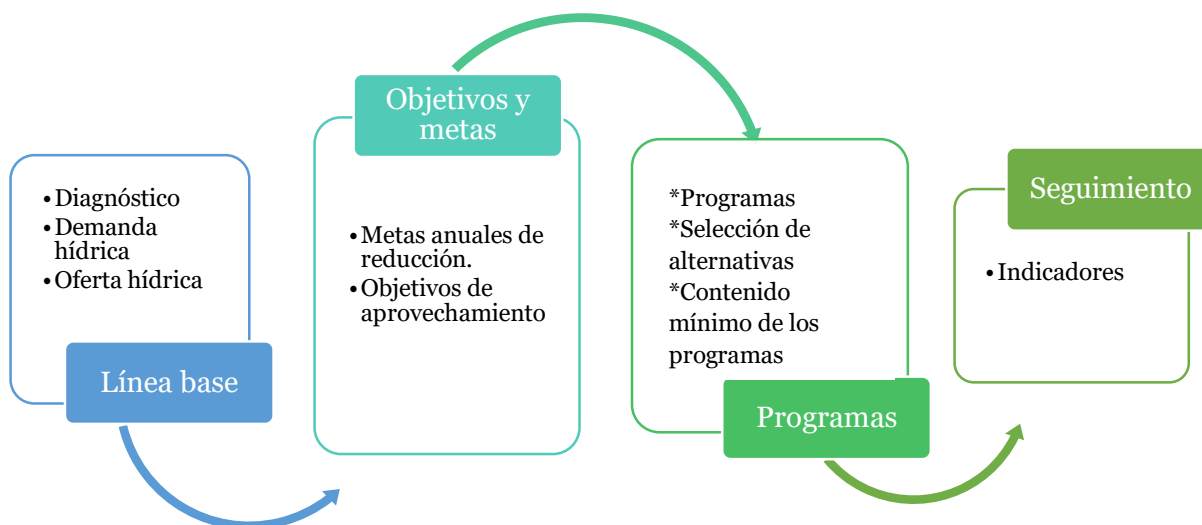 •Diagnóstico
•Demanda
hídrica
•Oferta hídrica
Línea base
Objetivos y
metas
•Metas anuales de
reducción.
•Objetivos de
aprovechamiento
*Programas
*Selección de
alternativas
*Contenido
mínimo de los
programas
Programas
Seguimiento
•Indicadores